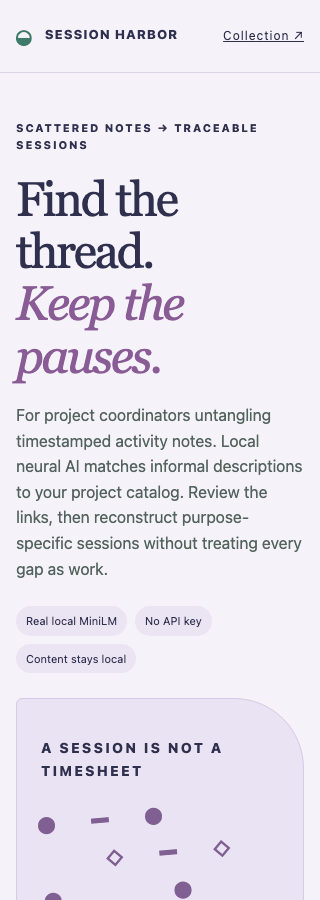 SESSION HARBOR
Collection ↗
SCATTERED NOTES → TRACEABLE
SESSIONS
Find the
thread.
Keep the
pauses.
For project coordinators untangling
timestamped activity notes. Local
neural AI matches informal descriptions
to your project catalog. Review the
links, then reconstruct purpose-
specific sessions without treating every
gap as work.
Real local MiniLM
No API key
Content stays local
A SESSION IS NOT A
TIMESHEET